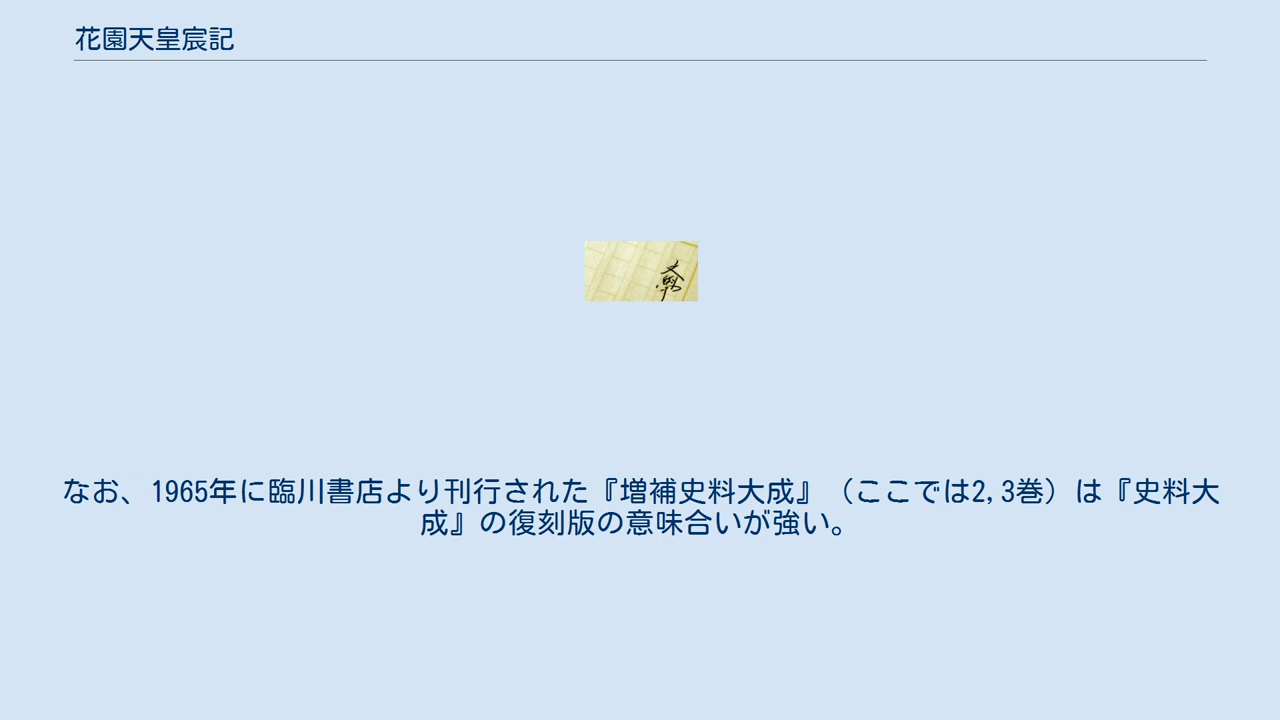 花園天皇宸記
なお、1965年に臨川書店より刊行された『増補史料大成』（ここでは2,3巻）は『史料大
成』の復刻版の意味合いが強い。